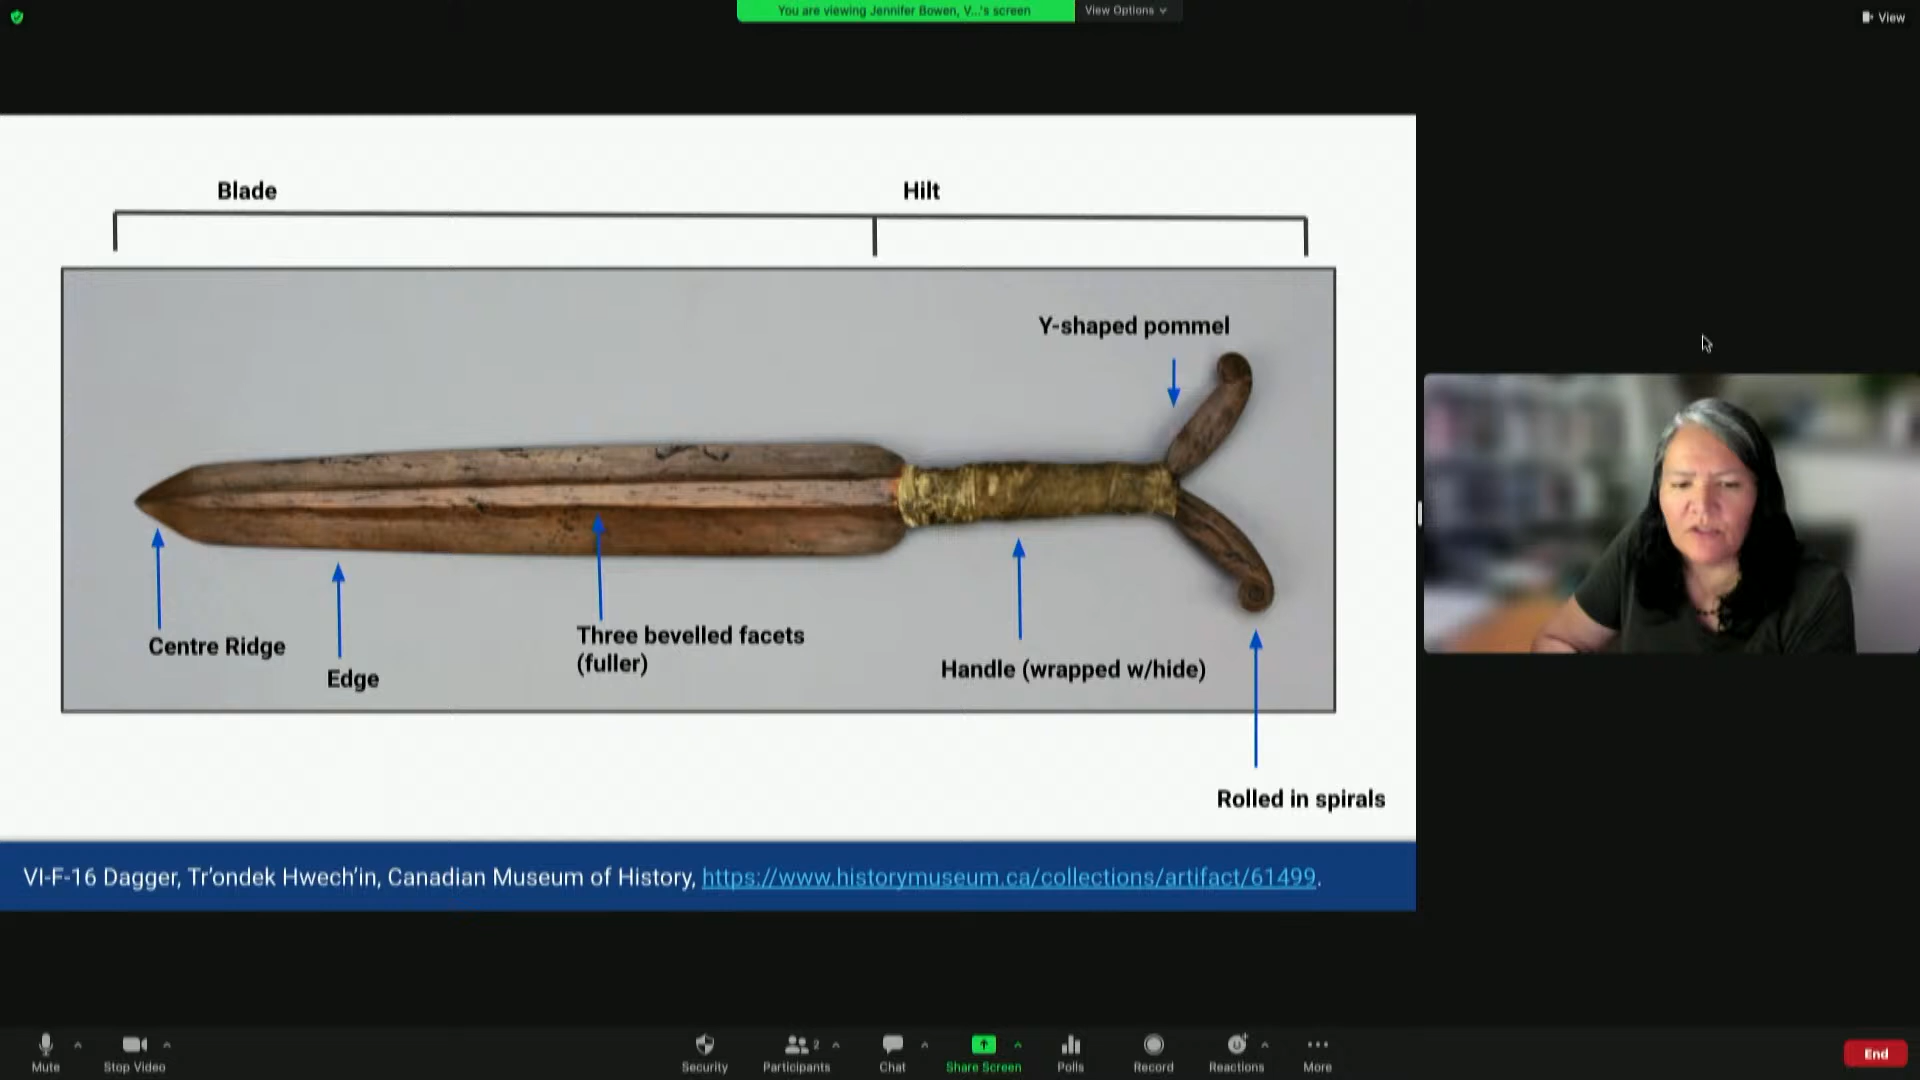 You are viewing Jennifer Bowen, V...'s screen
View Options
View
Blade
Hilt
Y-shaped pommel
Centre Ridge
Edge
Three bevelled facets
(fuller)
Handle (wrapped w/hide)
Rolled in spirals
VI-F-16 Dagger, Tr'ondek Hwech'in, Canadian Museum of History, https://www.historymuseum.ca/collections/artifact/61499.
Mute
Stop Video
Security
2
Participants
Chat
Share Screen
Polls
Record
Reactions
More
End